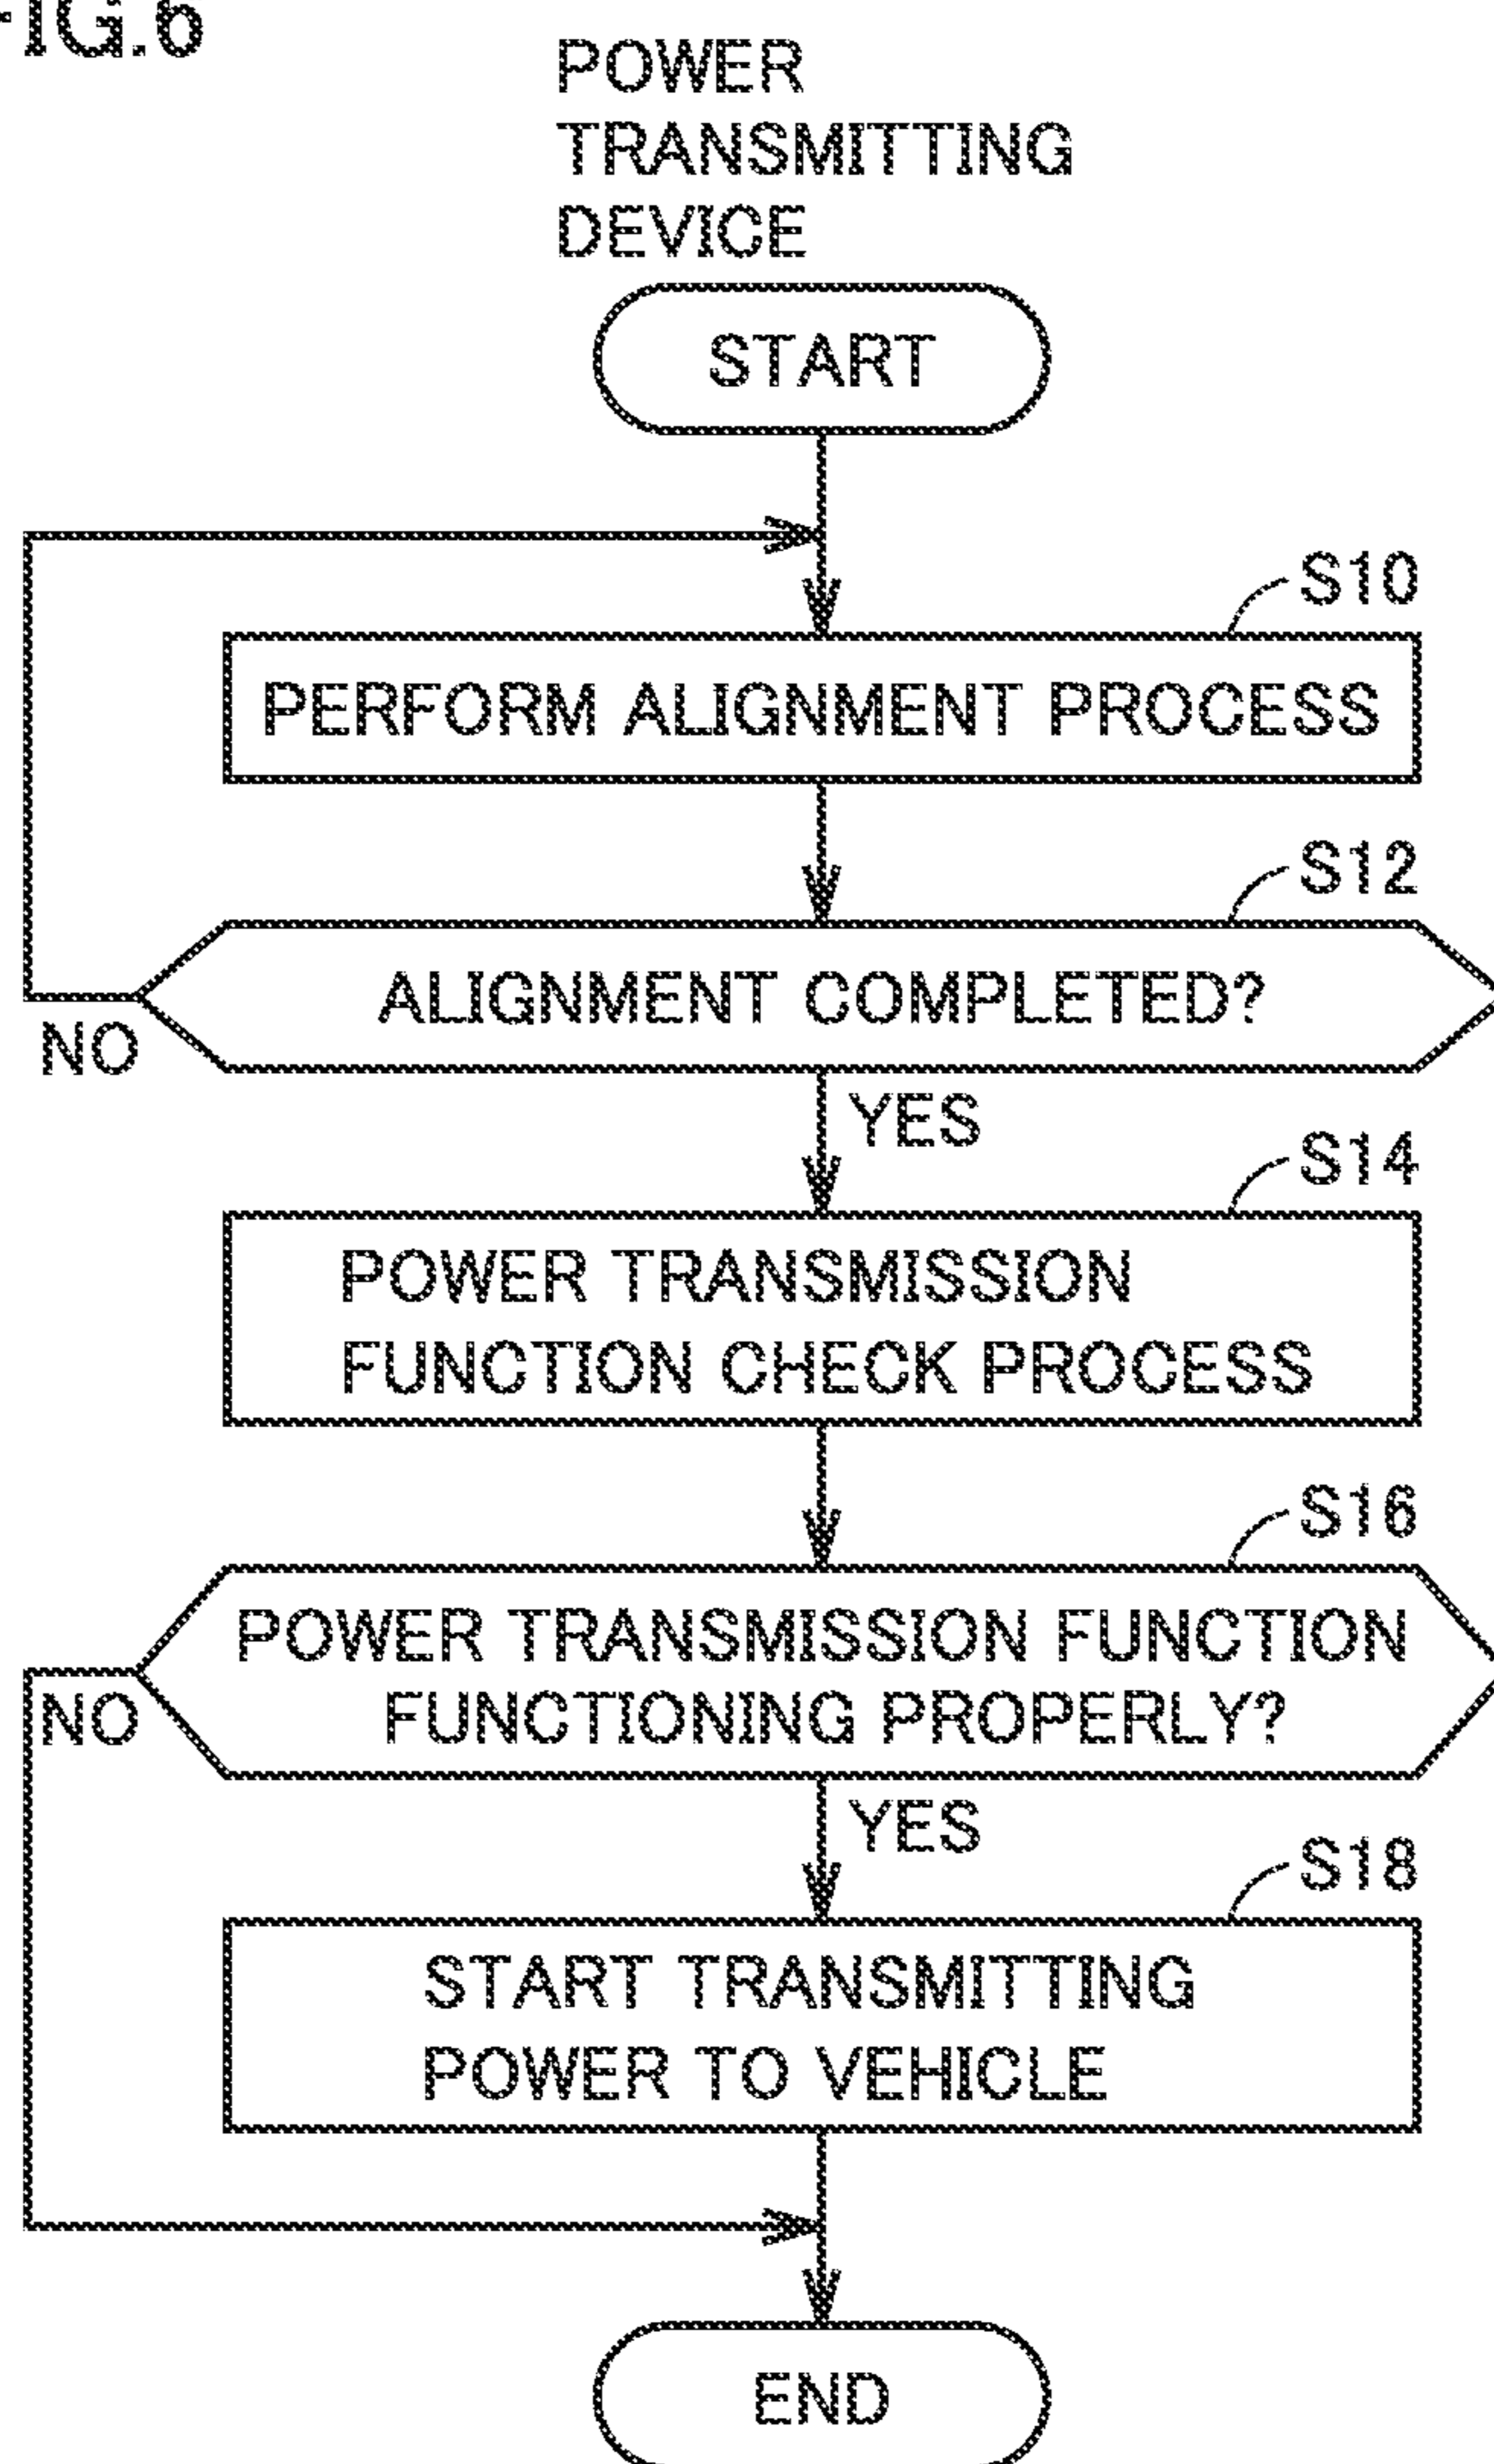 FIG.6
POWER
TRANSMITTING
DEVICE
START
S10
PERFORM ALIGNMENT PROCESS
S12
ALIGNMENT COMPLETED?
NO
YES
S14
POWER TRANSMISSION
FUNCTION CHECK PROCESS
S16
POWER TRANSMISSION FUNCTION
FUNCTIONING PROPERLY?
NO
YES
S18
START TRANSMITTING
POWER TO VEHICLE
END